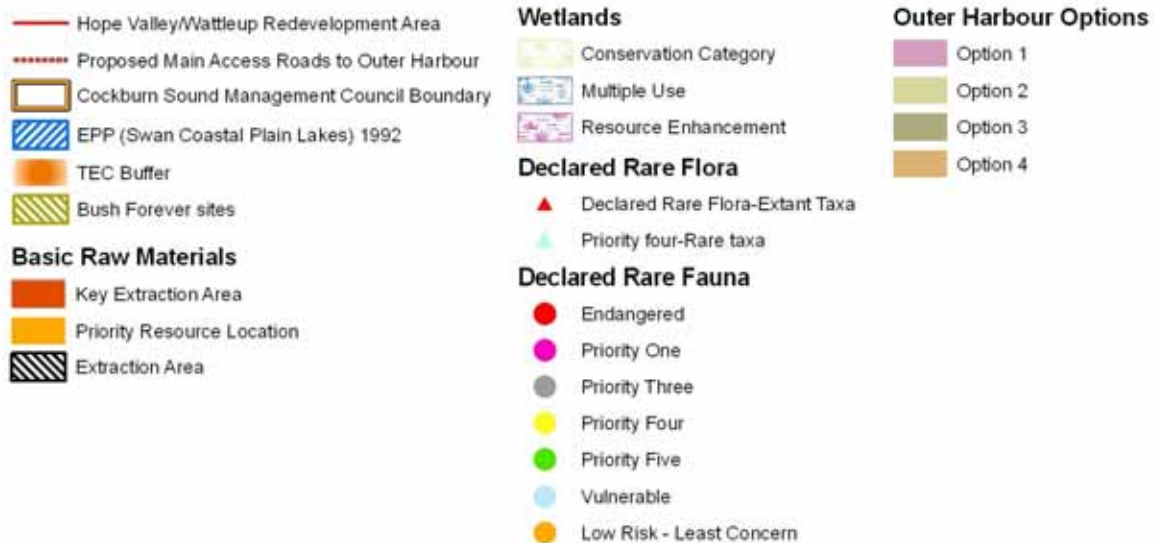 Hope Valley/Wattleup Redevelopment Area
Proposed Main Access Roads to Outer Harbour
Cockburn Sound Management Council Boundary
EPP (Swan Coastal Plain Lakes) 1992
TEC Buffer
Bush Forever sites
Basic Raw Materials
Key Extraction Area
Priority Resource Location
Extraction Area
Wetlands
Conservation Category
Multiple Use
Resource Enhancement
Declared Rare Flora
Declared Rare Flora-Extant Taxa
Priority four-Rare taxa
Declared Rare Fauna
Endangered
Priority One
Priority Three
Priority Four
Priority Five
Vulnerable
Low Risk - Least Concern
Outer Harbour Options
Option 1
Option 2
Option 3
Option 4